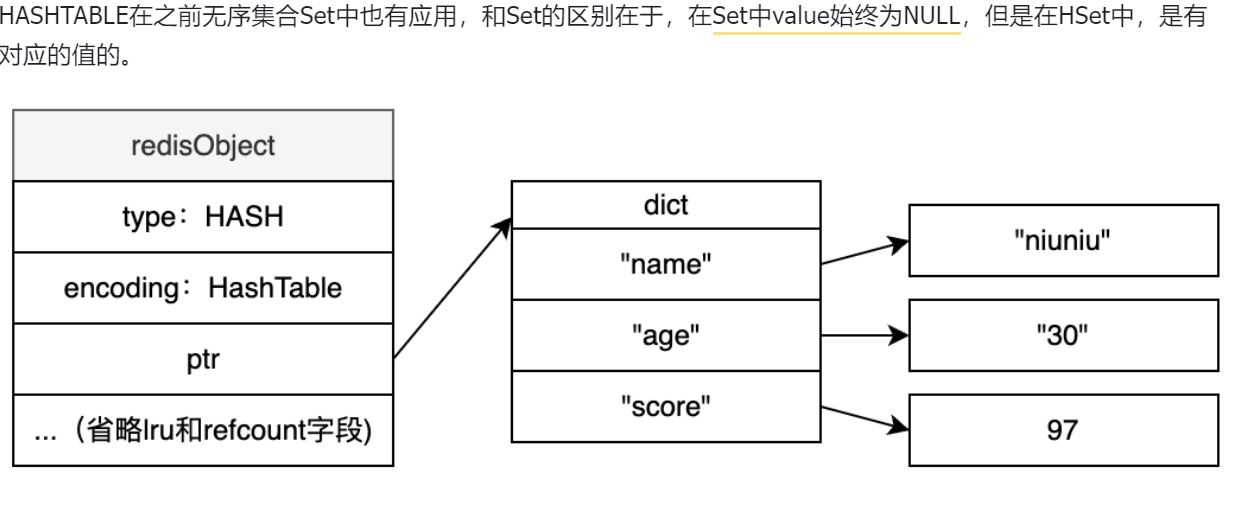 HASHTABLE在之前无序集合Set中也有应用，和Set的区别在于，在Set中value始终为NULL，但是在HSet中，是有
对应的值的。
redisObject
type：HASH
encoding：HashTable
ptr
...（省略lru和refcount字段)
dict
"name"
"age"
"score"
"niuniu"
"30"
97